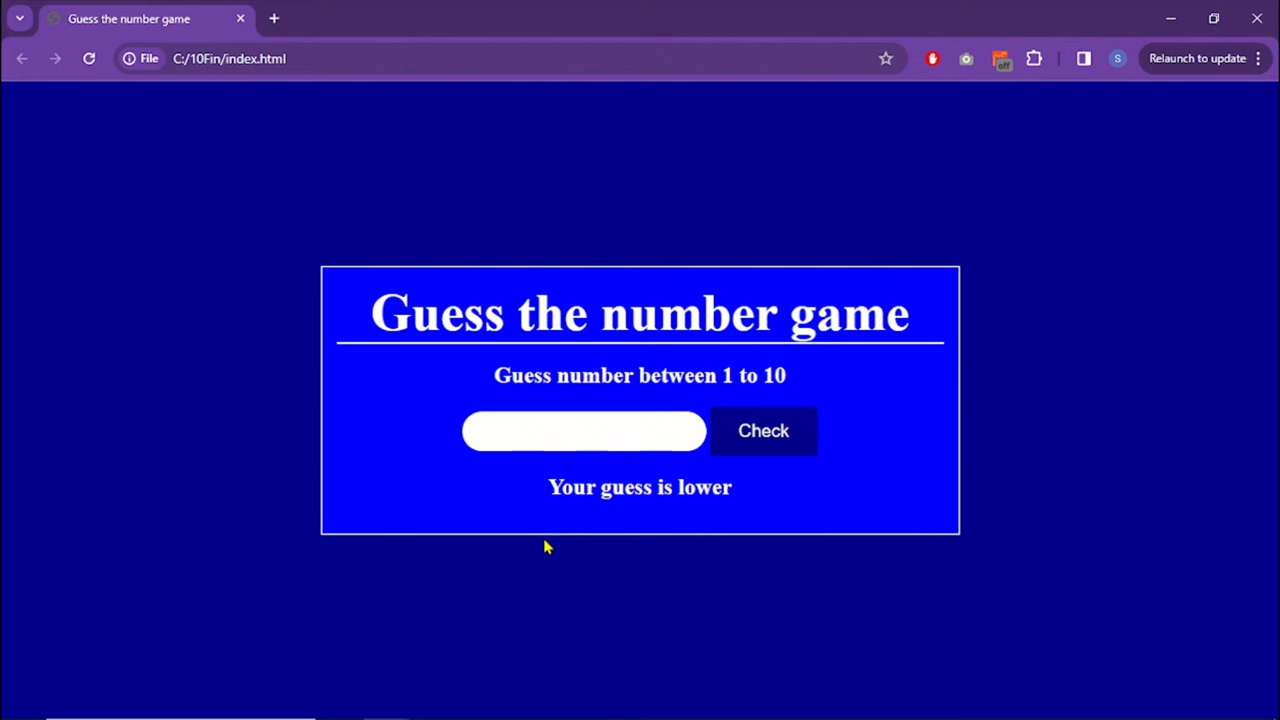 Guess the number game
File C:/10Fin/index.html
off
S
Relaunch to update
Guess the number game
Guess number between 1 to 10
Check
Your guess is lower